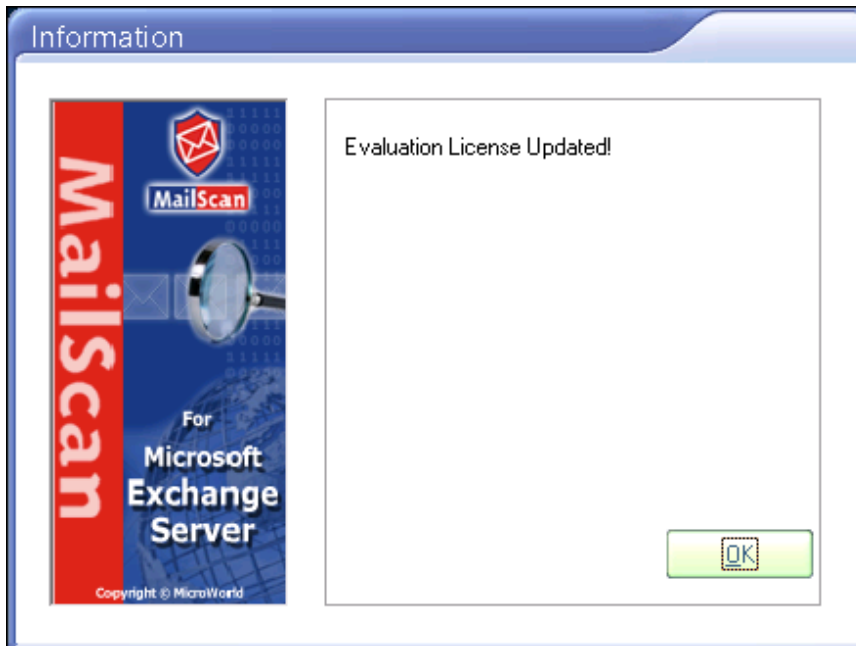 Information
MailScan
MailScan
For
Microsoft
Exchange
Server
Copyright © MicroWorld
Evaluation License Updated!
OK